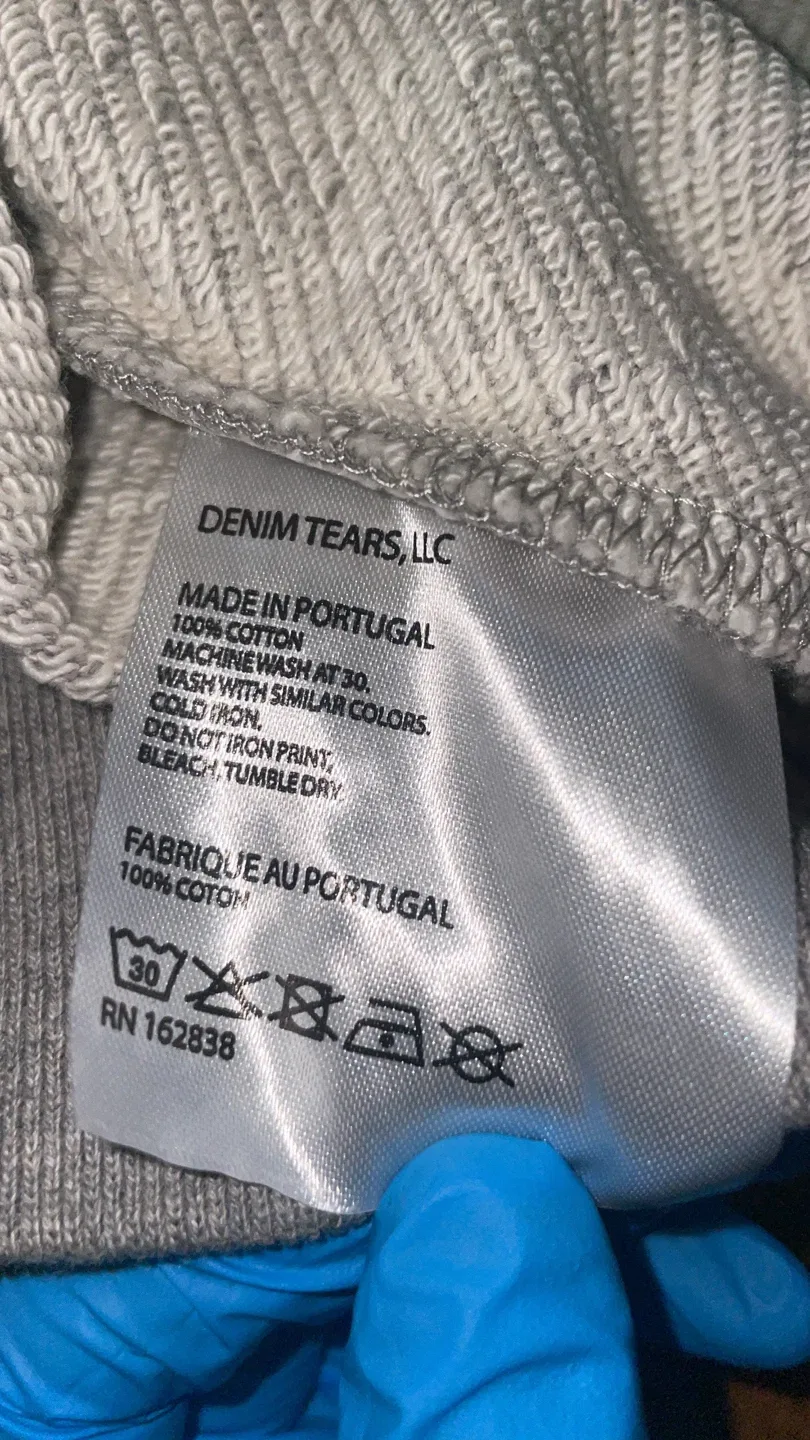 DENIM TEARS, LLC
MADE IN PORTUGAL
100% COTTON
MACHINE WASH AT 30.
WASH WITH SIMILAR COLORS.
COLD IRON.
DO NOT IRON PRINT,
BLEACH, TUMBLE DRY
FABRIQUE AU PORTUGAL
100% COTON
30
RN 162838